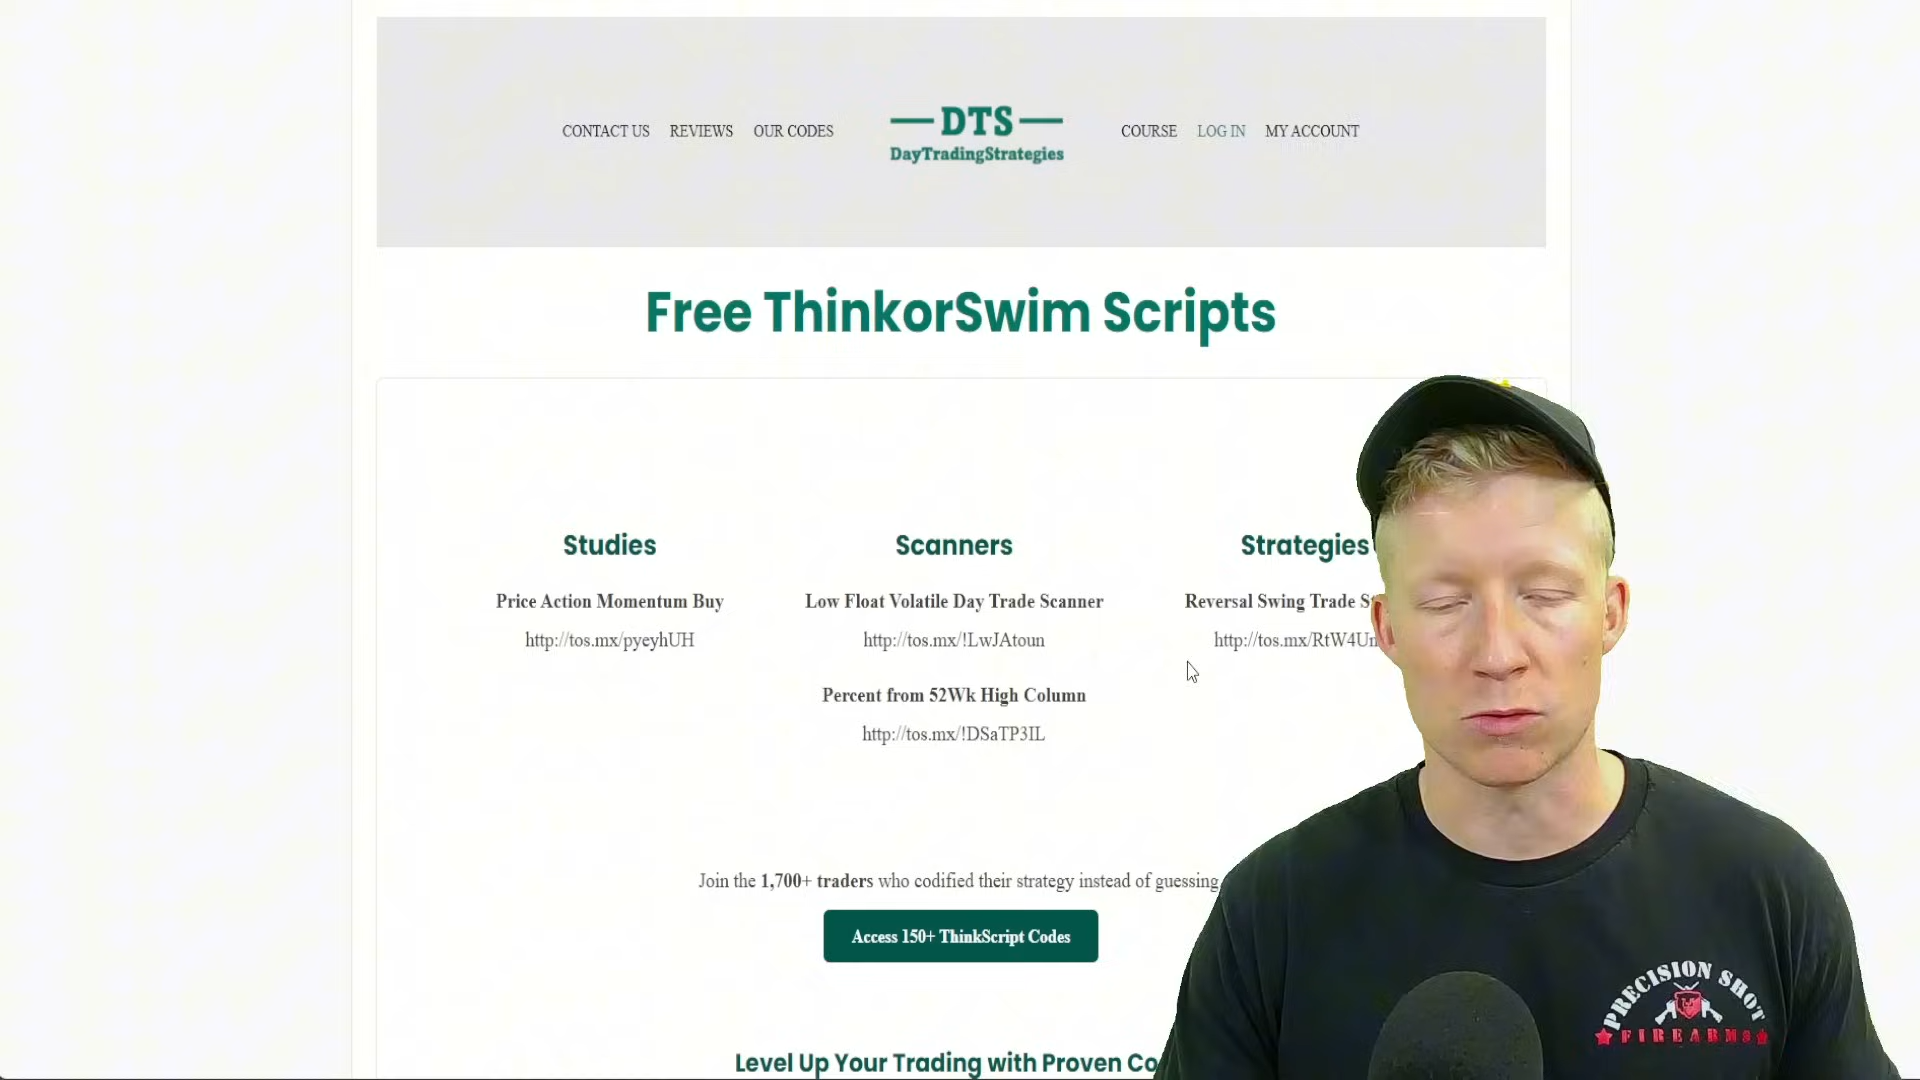 CONTACT US REVIEWS OUR CODES
DTS
DayTradingStrategies
COURSE LOG IN MY ACCOUNT
Free ThinkorSwim Scripts
Studies
Price Action Momentum Buy
http://tos.mx/pyeyhUH
Scanners
Low Float Volatile Day Trade Scanner
http://tos.mx/!LwJAtoun
Percent from 52Wk High Column
http://tos.mx/!DSaTP3IL
Strategies
Reversal Swing Trade
Join the 1,700+ traders who codified their strategy instead of guessing
Access 150+ ThinkScript Codes
Level Up Your Trading with Proven
PRECISION SHOT
FIREARMS